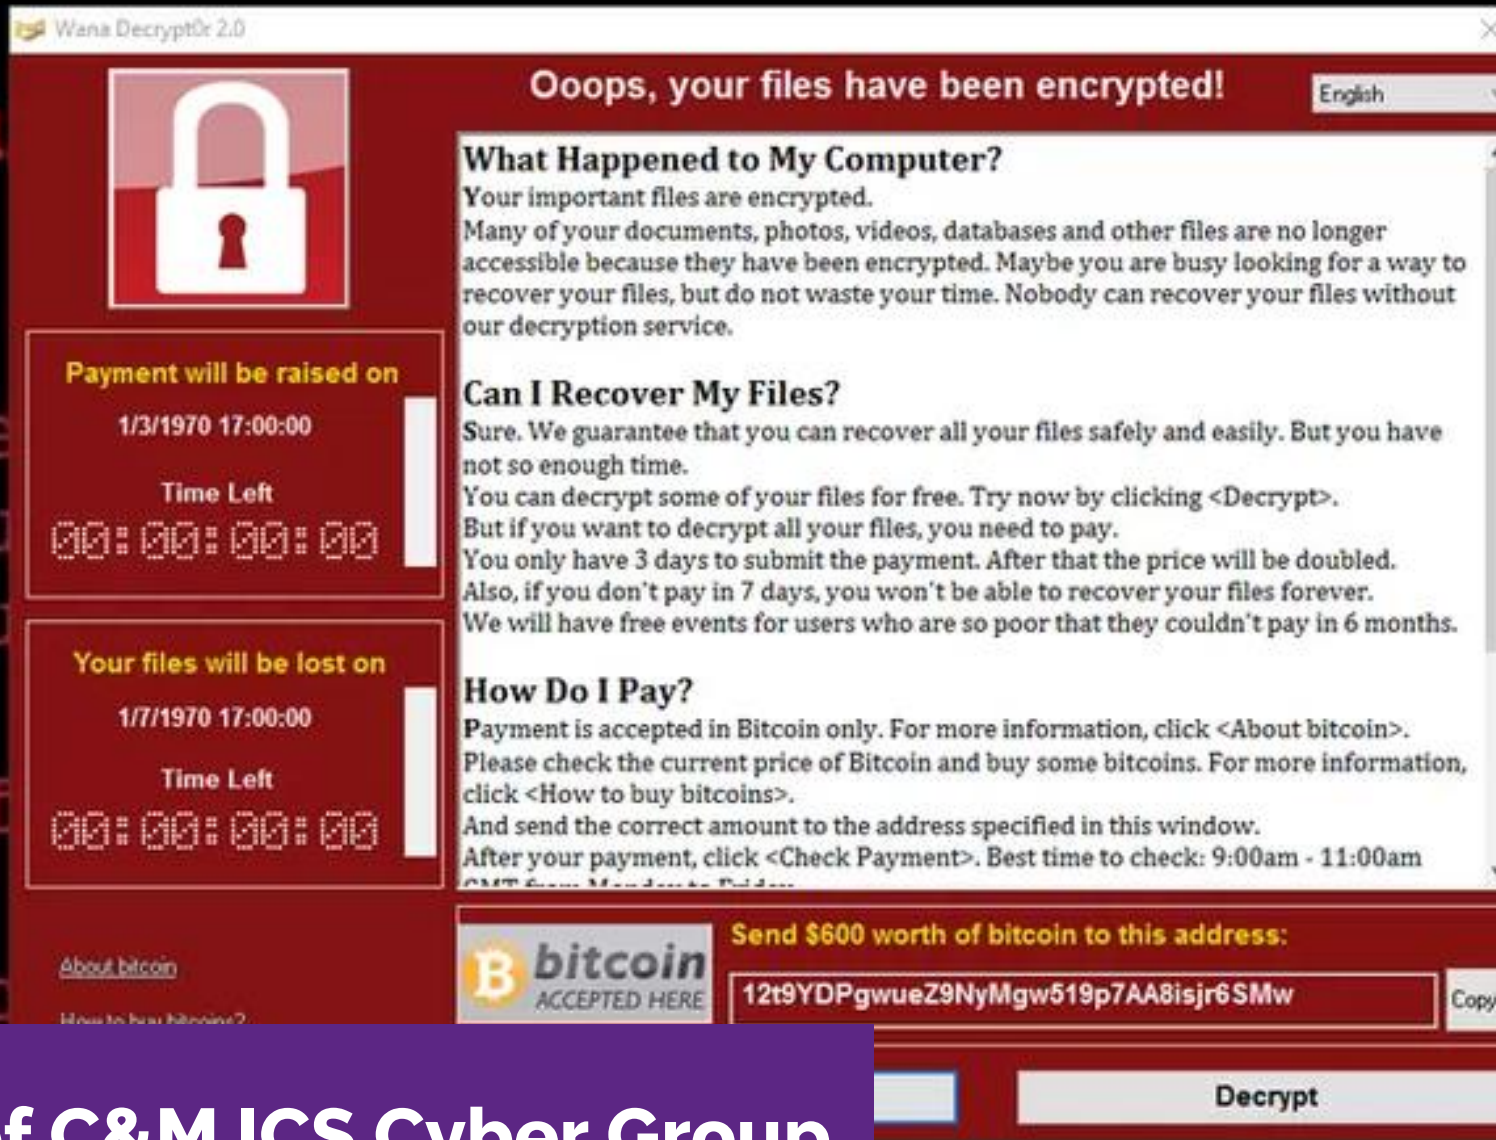 Wana Decrypt0r 2.0
Ooops, your files have been encrypted!
English
Payment will be raised on
1/3/1970 17:00:00
Time Left
00:00:00:00
Your files will be lost on
1/7/1970 17:00:00
Time Left
00:00:00:00
About bitcoin
How to buy bitcoins?
What Happened to My Computer?
Your important files are encrypted.
Many of your documents, photos, videos, databases and other files are no longer
accessible because they have been encrypted. Maybe you are busy looking for a way to
recover your files, but do not waste your time. Nobody can recover your files without
our decryption service.
Can I Recover My Files?
Sure. We guarantee that you can recover all your files safely and easily. But you have
not so enough time.
You can decrypt some of your files for free. Try now by clicking <Decrypt>.
But if you want to decrypt all your files, you need to pay.
You only have 3 days to submit the payment. After that the price will be doubled.
Also, if you don't pay in 7 days, you won't be able to recover your files forever.
We will have free events for users who are so poor that they couldn't pay in 6 months.
How Do I Pay?
Payment is accepted in Bitcoin only. For more information, click <About bitcoin>.
Please check the current price of Bitcoin and buy some bitcoins. For more information,
click <How to buy bitcoins>.
And send the correct amount to the address specified in this window.
After your payment, click <Check Payment>. Best time to check: 9:00am - 11:00am
GMT from Monday to Friday
bitcoin
ACCEPTED HERE
Send $600 worth of bitcoin to this address:
12t9YDPgwueZ9NyMgw519p7AA8isjr6SMw
Copy
Decrypt
of C&M ICS Cyber Group